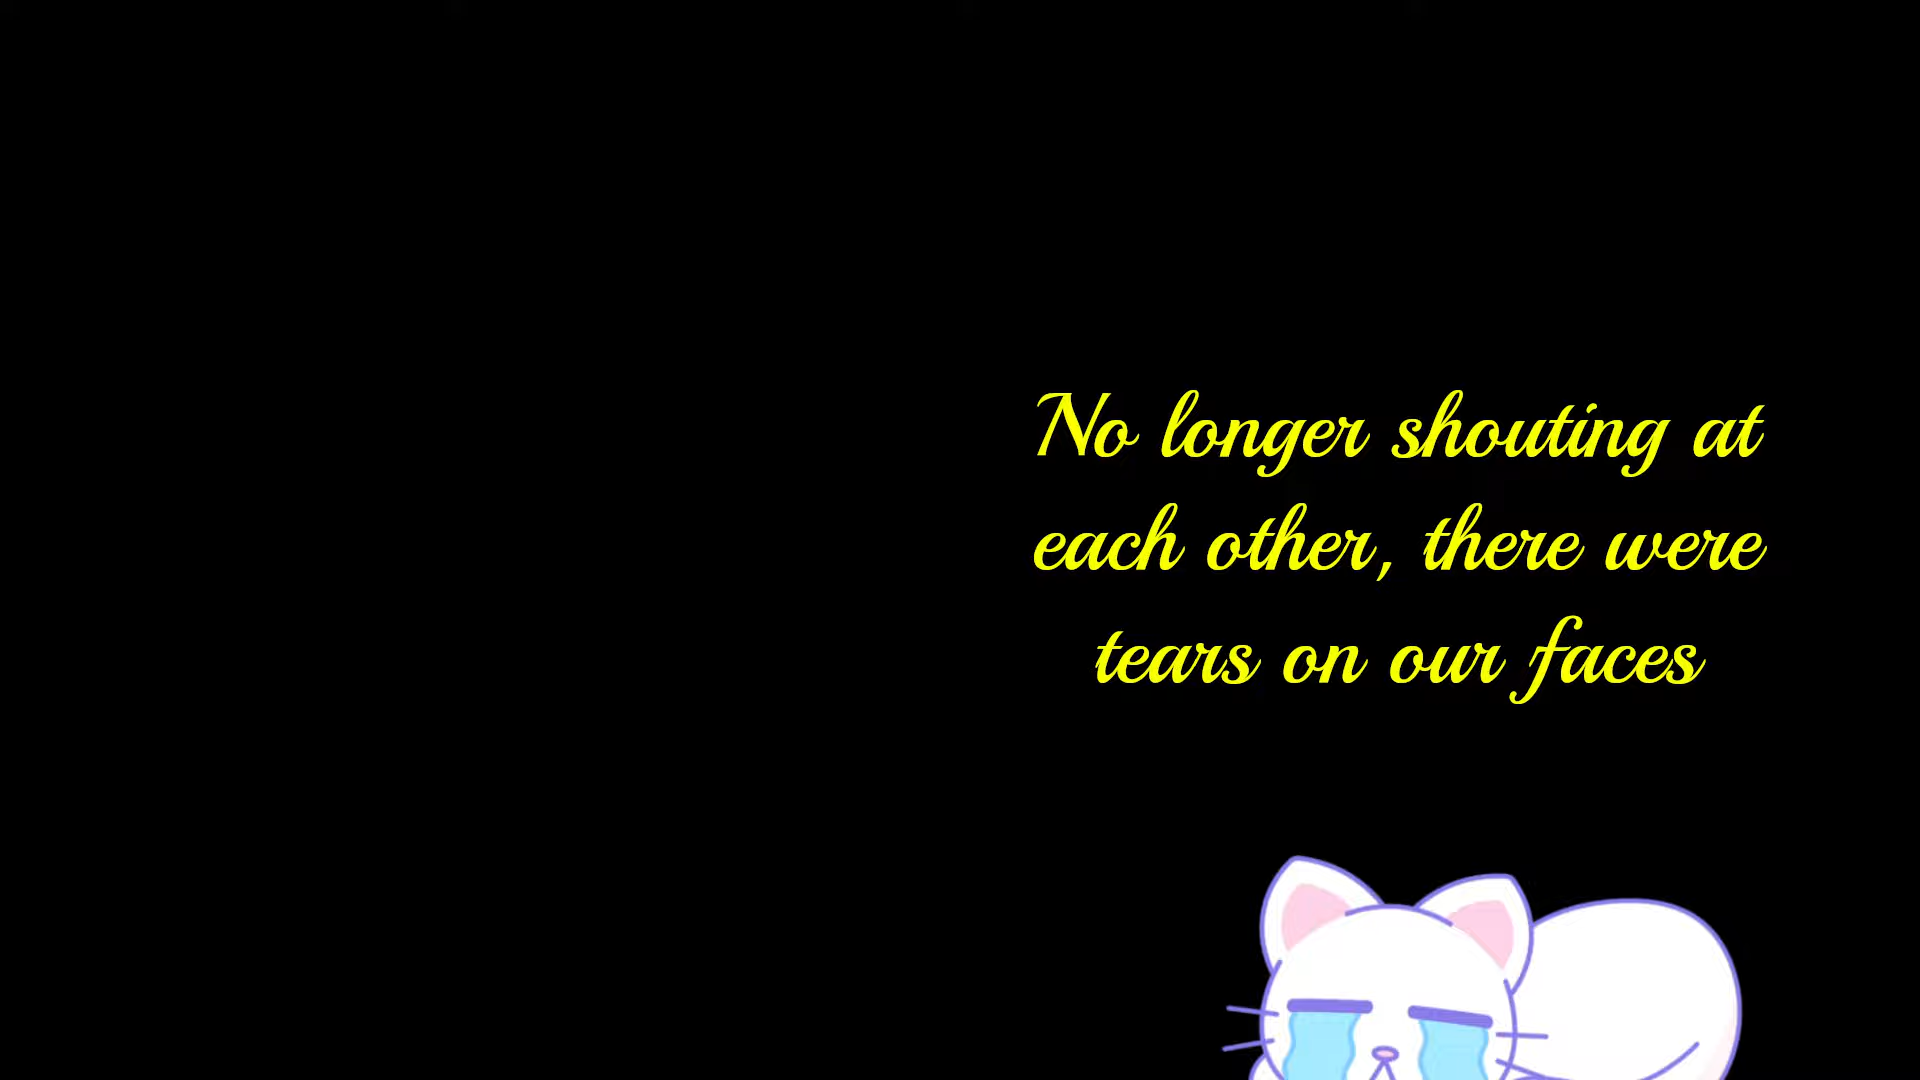 No longer shouting at
each other, there were
tears on our faces